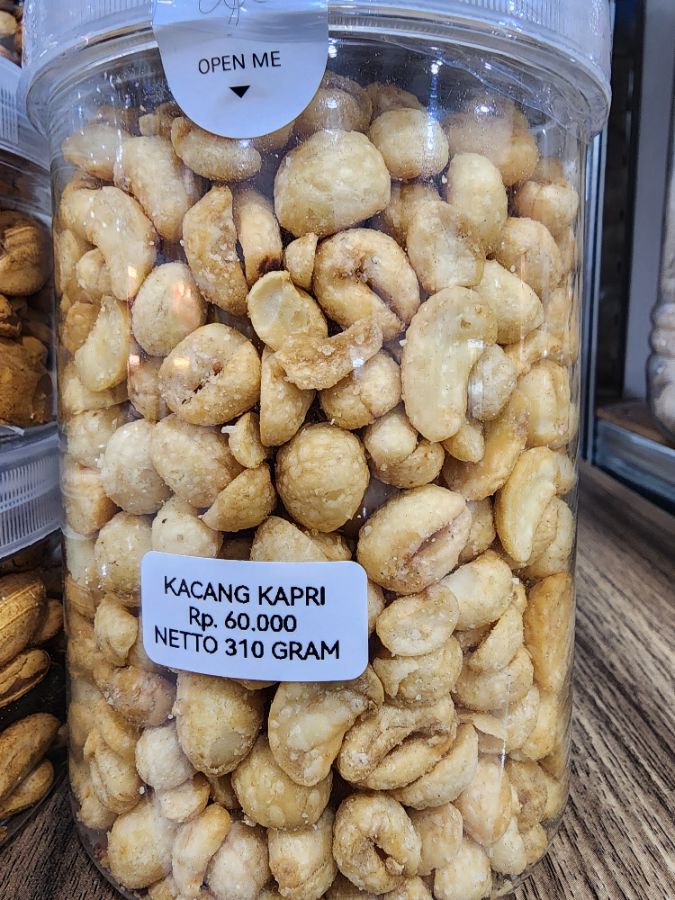 OPEN ME
KACANG KAPRI
Rp. 60.000
NETTO 310 GRAM